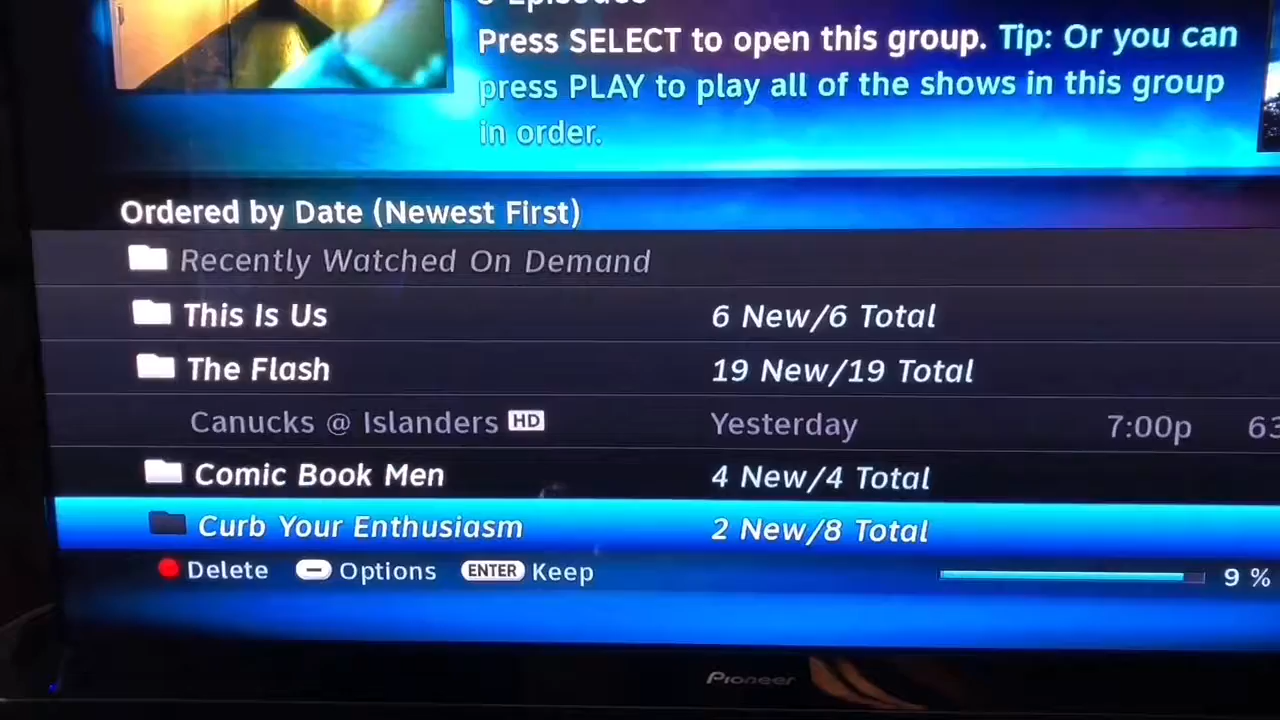 8 Episodes
Press SELECT to open this group. Tip: Or you can
press PLAY to play all of the shows in this group
in order.
Ordered by Date (Newest First)
Recently Watched On Demand
This Is Us 6 New/6 Total
The Flash 19 New/19 Total
Canucks @ Islanders HD Yesterday 7:00p
Comic Book Men 4 New/4 Total
Curb Your Enthusiasm 2 New/8 Total
Delete Options ENTER Keep 9 %
Pioneer